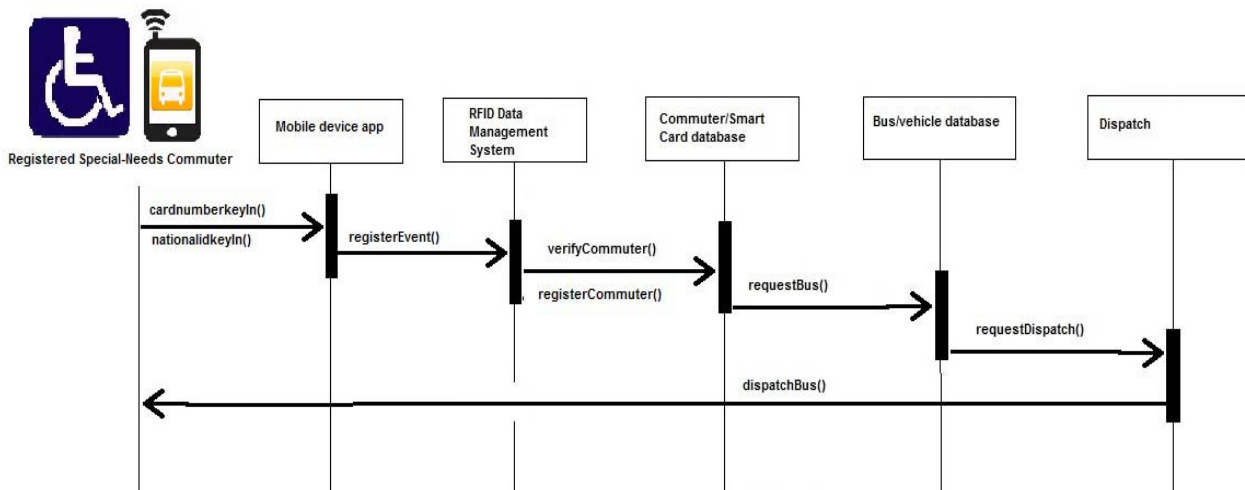 Registered Special-Needs Commuter
Mobile device app
RFID Data
Management
System
Commuter/Smart
Card database
Bus/vehicle database
Dispatch
cardnumberkeyIn()
nationalidkeyIn()
registerEvent()
verifyCommuter()
registerCommuter()
requestBus()
requestDispatch()
dispatchBus()